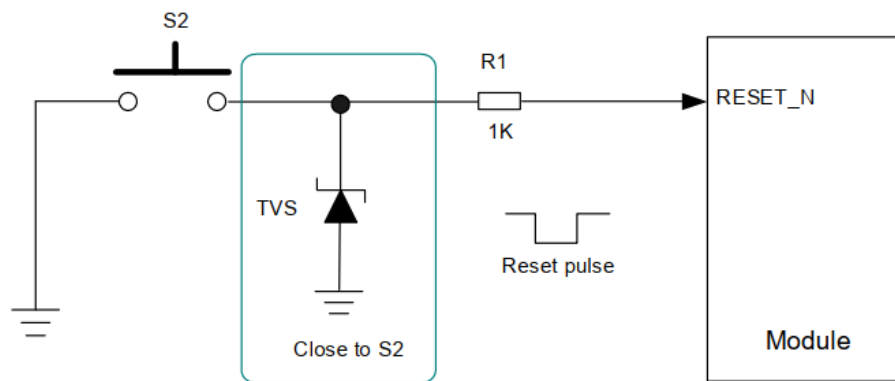 S2
R1
RESET_N
1K
TVS
Reset pulse
Close to S2
Module